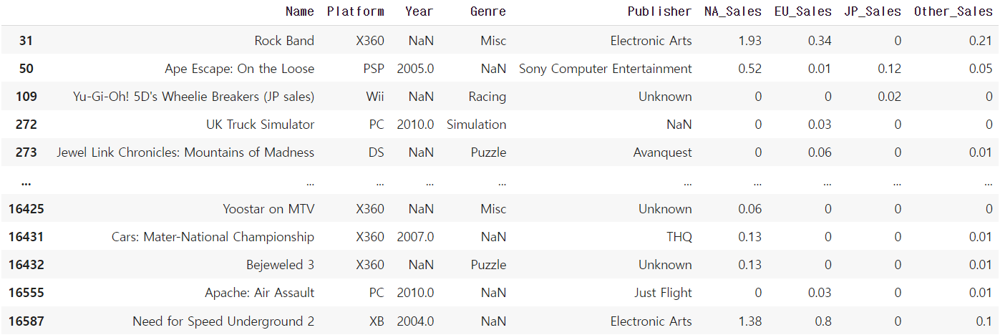 Name Platform Year Genre Publisher NA_Sales EU_Sales JP_Sales Other_Sales
31 Rock Band X360 NaN Misc Electronic Arts 1.93 0.34 0 0.21
50 Ape Escape: On the Loose PSP 2005.0 NaN Sony Computer Entertainment 0.52 0.01 0.12 0.05
109 Yu-Gi-Oh! 5D's Wheelie Breakers (JP sales) Wii NaN Racing Unknown 0 0 0.02 0
272 UK Truck Simulator PC 2010.0 Simulation NaN 0 0.03 0 0
273 Jewel Link Chronicles: Mountains of Madness DS NaN Puzzle Avanquest 0 0.06 0 0.01
... ... ... ... ... ... ... ... ... ...
16425 Yoostar on MTV X360 NaN Misc Unknown 0.06 0 0 0
16431 Cars: Mater-National Championship X360 2007.0 NaN THQ 0.13 0 0 0.01
16432 Bejeweled 3 X360 NaN Puzzle Unknown 0.13 0 0 0.01
16555 Apache: Air Assault PC 2010.0 NaN Just Flight 0 0.03 0 0.01
16587 Need for Speed Underground 2 XB 2004.0 NaN Electronic Arts 1.38 0.8 0 0.1